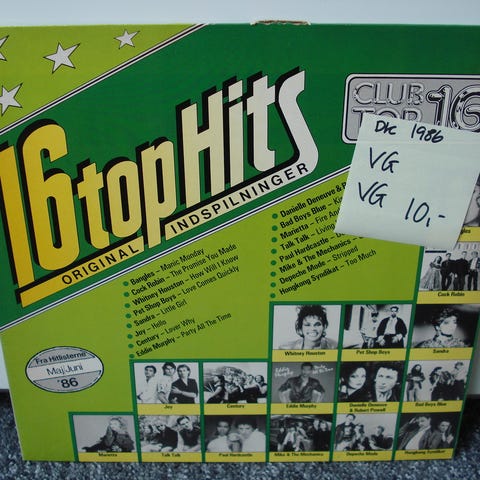 16 top Hits
ORIGINAL INDSPILNINGER
CLUB
TOP 16
Dk 1986
VG
VG 10,-
Bangles – Manic Monday
Cock Robin – The Promise You Made
Whitney Houston – How Will I Know
Pet Shop Boys – Love Comes Quickly
Sandra – Little Girl
Joy – Hello
Century – Lover Why
Eddie Murphy – Party All The Time
Danielle Deneuve &
Bad Boys Blue –
Marietta – Fire
Talk Talk – Living
Paul Hardcastle –
Mike & The Mechanics
Depeche Mode – Stripped
Hongkong Syndikat – Too Much
Fra Hitlisterne
Maj/Juni
'86
Cock Robin
Whitney Houston
Pet Shop Boys
Sandra
Joy
Century
Eddie Murphy
Danielle Deneuve
& Robert Powell
Bad Boys Blue
Marietta
Talk Talk
Paul Hardcastle
Mike & The Mechanics
Depeche Mode
Hongkong Syndikat